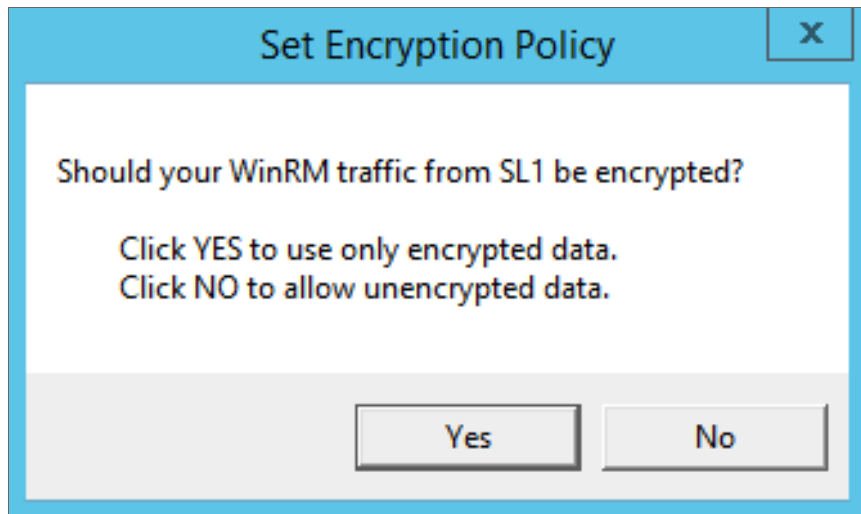 Set Encryption Policy
x
Should your WinRM traffic from SL1 be encrypted?
Click YES to use only encrypted data.
Click NO to allow unencrypted data.
Yes
No